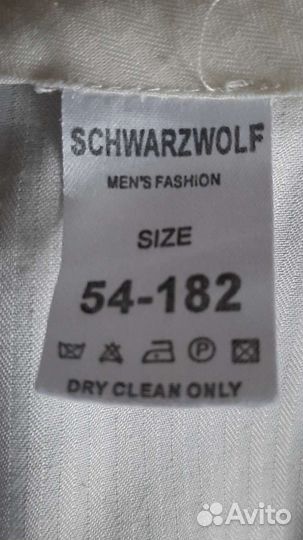 SCHWARZWOLF
MEN'S FASHION
SIZE
54-182
P
DRY CLEAN ONLY
Avito